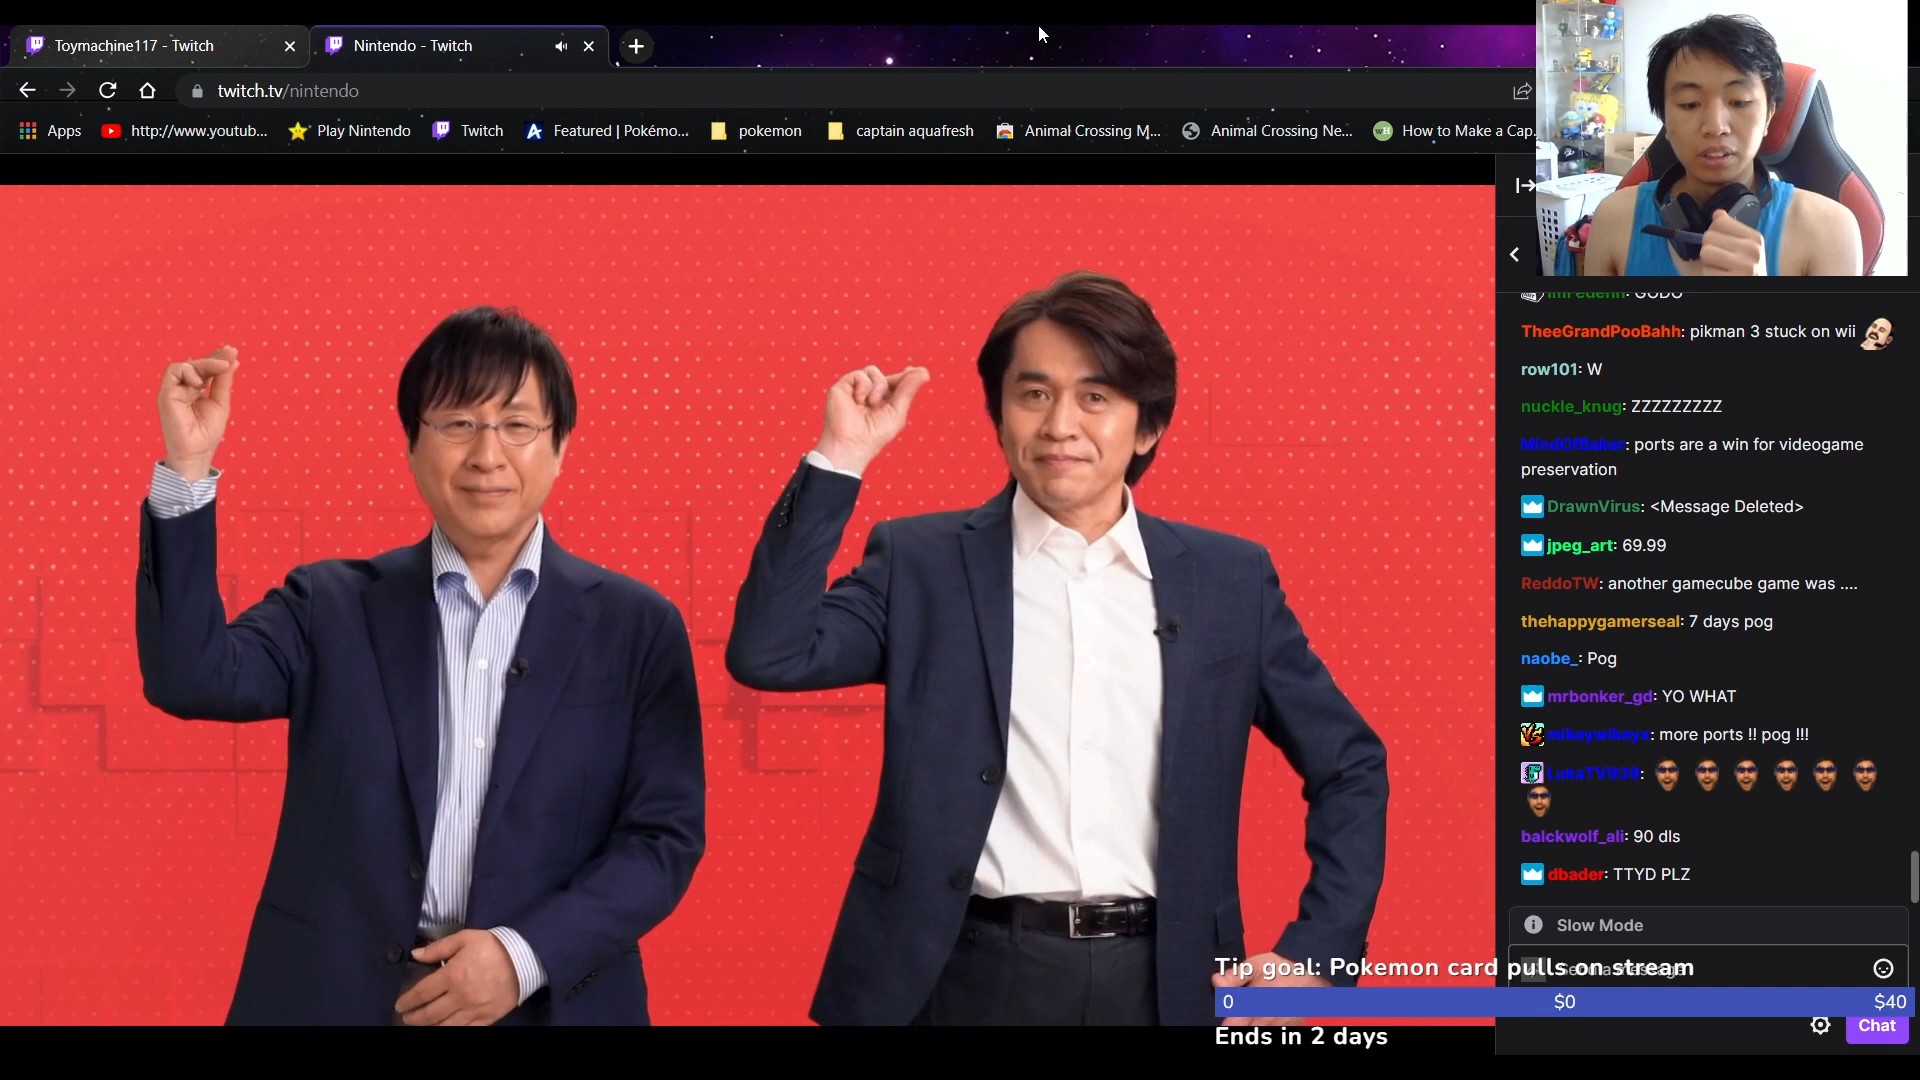 Toymachine117 - Twitch
Nintendo - Twitch
twitch.tv/nintendo
Apps
http://www.youtub...
Play Nintendo
Twitch
Featured | Pokémo...
pokemon
captain aquafresh
Animal Crossing M...
Animal Crossing Ne...
How to Make a Cap...
TheeGrandPooBahh: pikman 3 stuck on wii
row101: W
nuckle_knug: ZZZZZZZZZ
MindOfBaker: ports are a win for videogame
preservation
DrawnVirus: <Message Deleted>
jpeg_art: 69.99
ReddoTW: another gamecube game was ....
thehappygamerseal: 7 days pog
naobe_: Pog
mrbonker_gd: YO WHAT
mikeywikeys: more ports !! pog !!!
LukaTV939:
balckwolf_ali: 90 dls
dbader: TTYD PLZ
Slow Mode
Tip goal: Pokemon card pulls on stream
0 $0 $40
Ends in 2 days
Chat